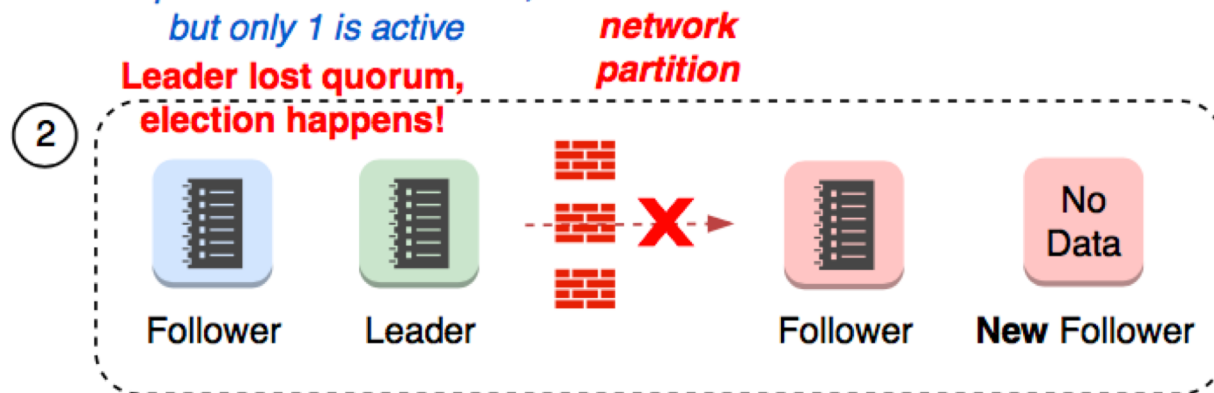 but only 1 is active
network
partition
Leader lost quorum,
election happens!
2
No
Data
Follower
Leader
Follower
New Follower